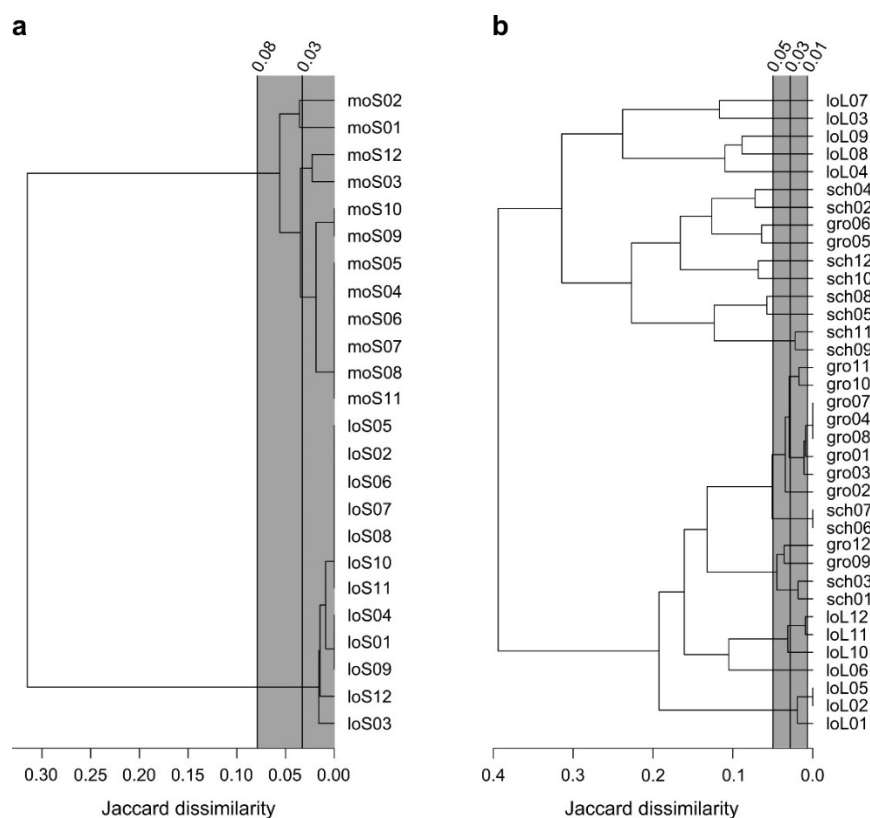 a
0.08
0.03
moS02
moS01
moS12
moS03
moS10
moS09
moS05
moS04
moS06
moS07
moS08
moS11
loS05
loS02
loS06
loS07
loS08
loS10
loS11
loS04
loS01
loS09
loS12
loS03
0.30 0.25 0.20 0.15 0.10 0.05 0.00
Jaccard dissimilarity
b
0.05
0.03
0.01
loL07
loL03
loL09
loL08
loL04
sch04
sch02
gro06
gro05
sch12
sch10
sch08
sch05
sch11
sch09
gro11
gro10
gro07
gro04
gro08
gro01
gro03
gro02
sch07
sch06
gro12
gro09
sch03
sch01
loL12
loL11
loL10
loL06
loL05
loL02
loL01
0.4 0.3 0.2 0.1 0.0
Jaccard dissimilarity